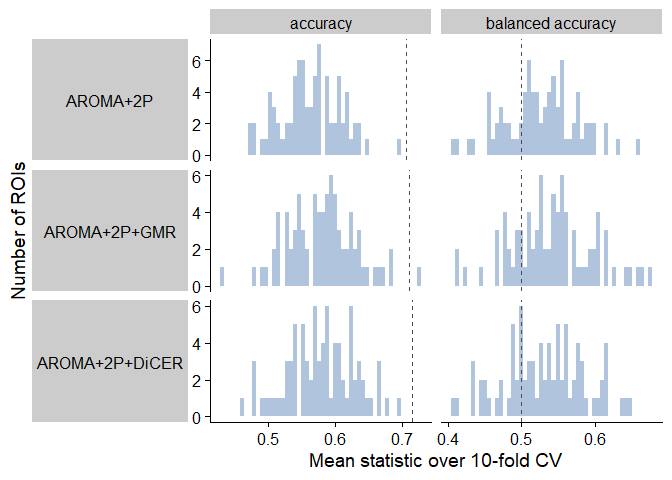 accuracy
balanced accuracy
AROMA+2P
6
4
2
0
AROMA+2P+GMR
6
4
2
0
AROMA+2P+DiCER
6
4
2
0
Number of ROIs
0.5
0.6
0.7
0.4
0.5
0.6
Mean statistic over 10-fold CV